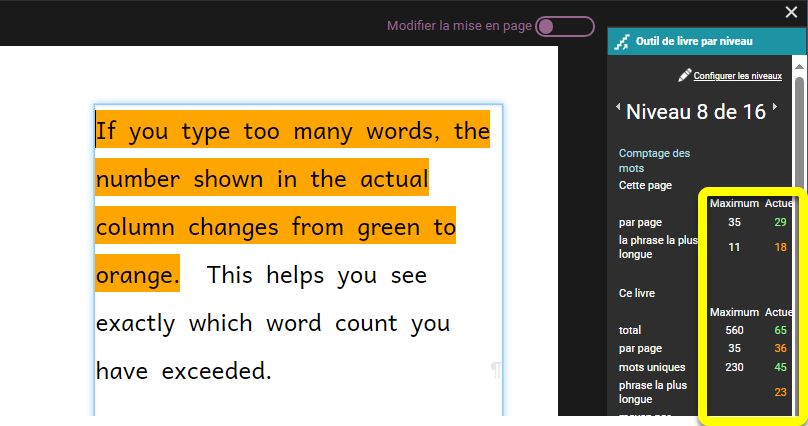 Modifier la mise en page
Outil de livre par niveau
Configurer les niveaux
Niveau 8 de 16
If you type too many words, the
number shown in the actual
column changes from green to
orange. This helps you see
exactly which word count you
have exceeded.
¶
Comptage des
mots
Cette page
Maximum Actue
par page 35 29
la phrase la plus
longue 11 18
Ce livre
Maximum Actue
total 560 65
par page 35 36
mots uniques 230 45
phrase la plus
longue 23